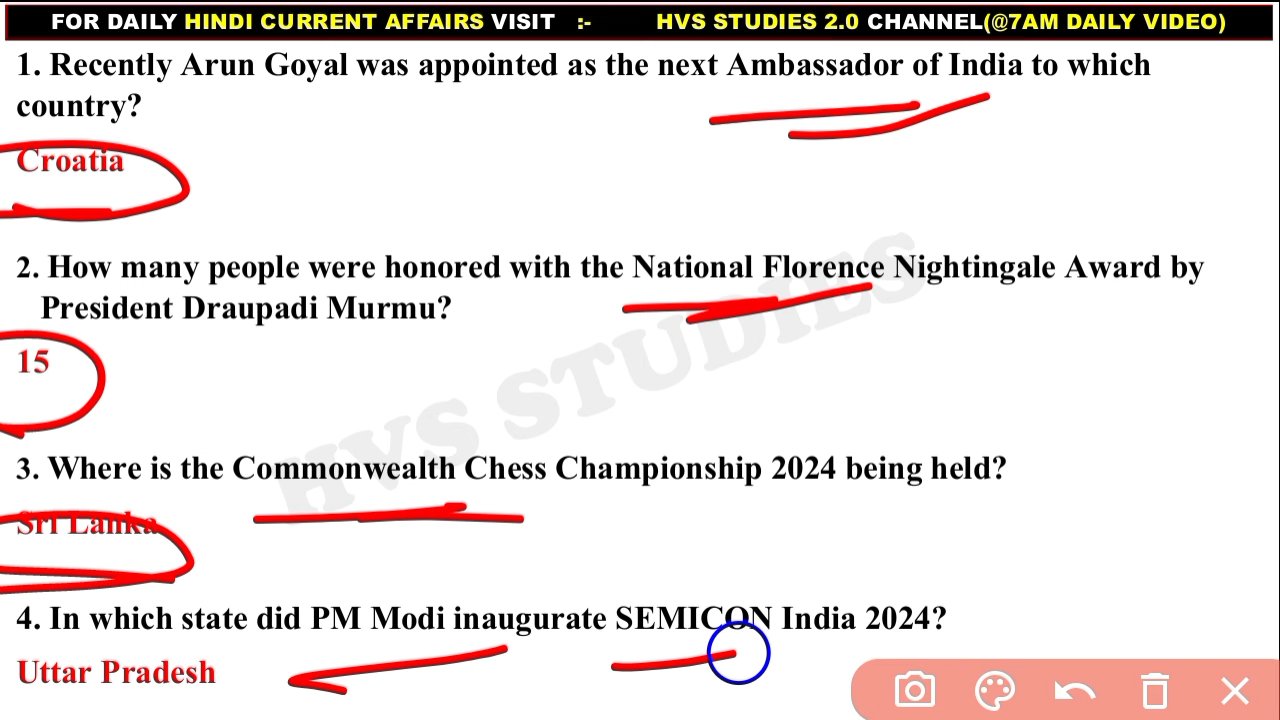 FOR DAILY HINDI CURRENT AFFAIRS VISIT :- HVS STUDIES 2.0 CHANNEL(@7AM DAILY VIDEO)
1. Recently Arun Goyal was appointed as the next Ambassador of India to which
country?
Croatia
2. How many people were honored with the National Florence Nightingale Award by
President Draupadi Murmu?
15
HVS STUDIES
3. Where is the Commonwealth Chess Championship 2024 being held?
Sri Lanka
4. In which state did PM Modi inaugurate SEMICON India 2024?
Uttar Pradesh